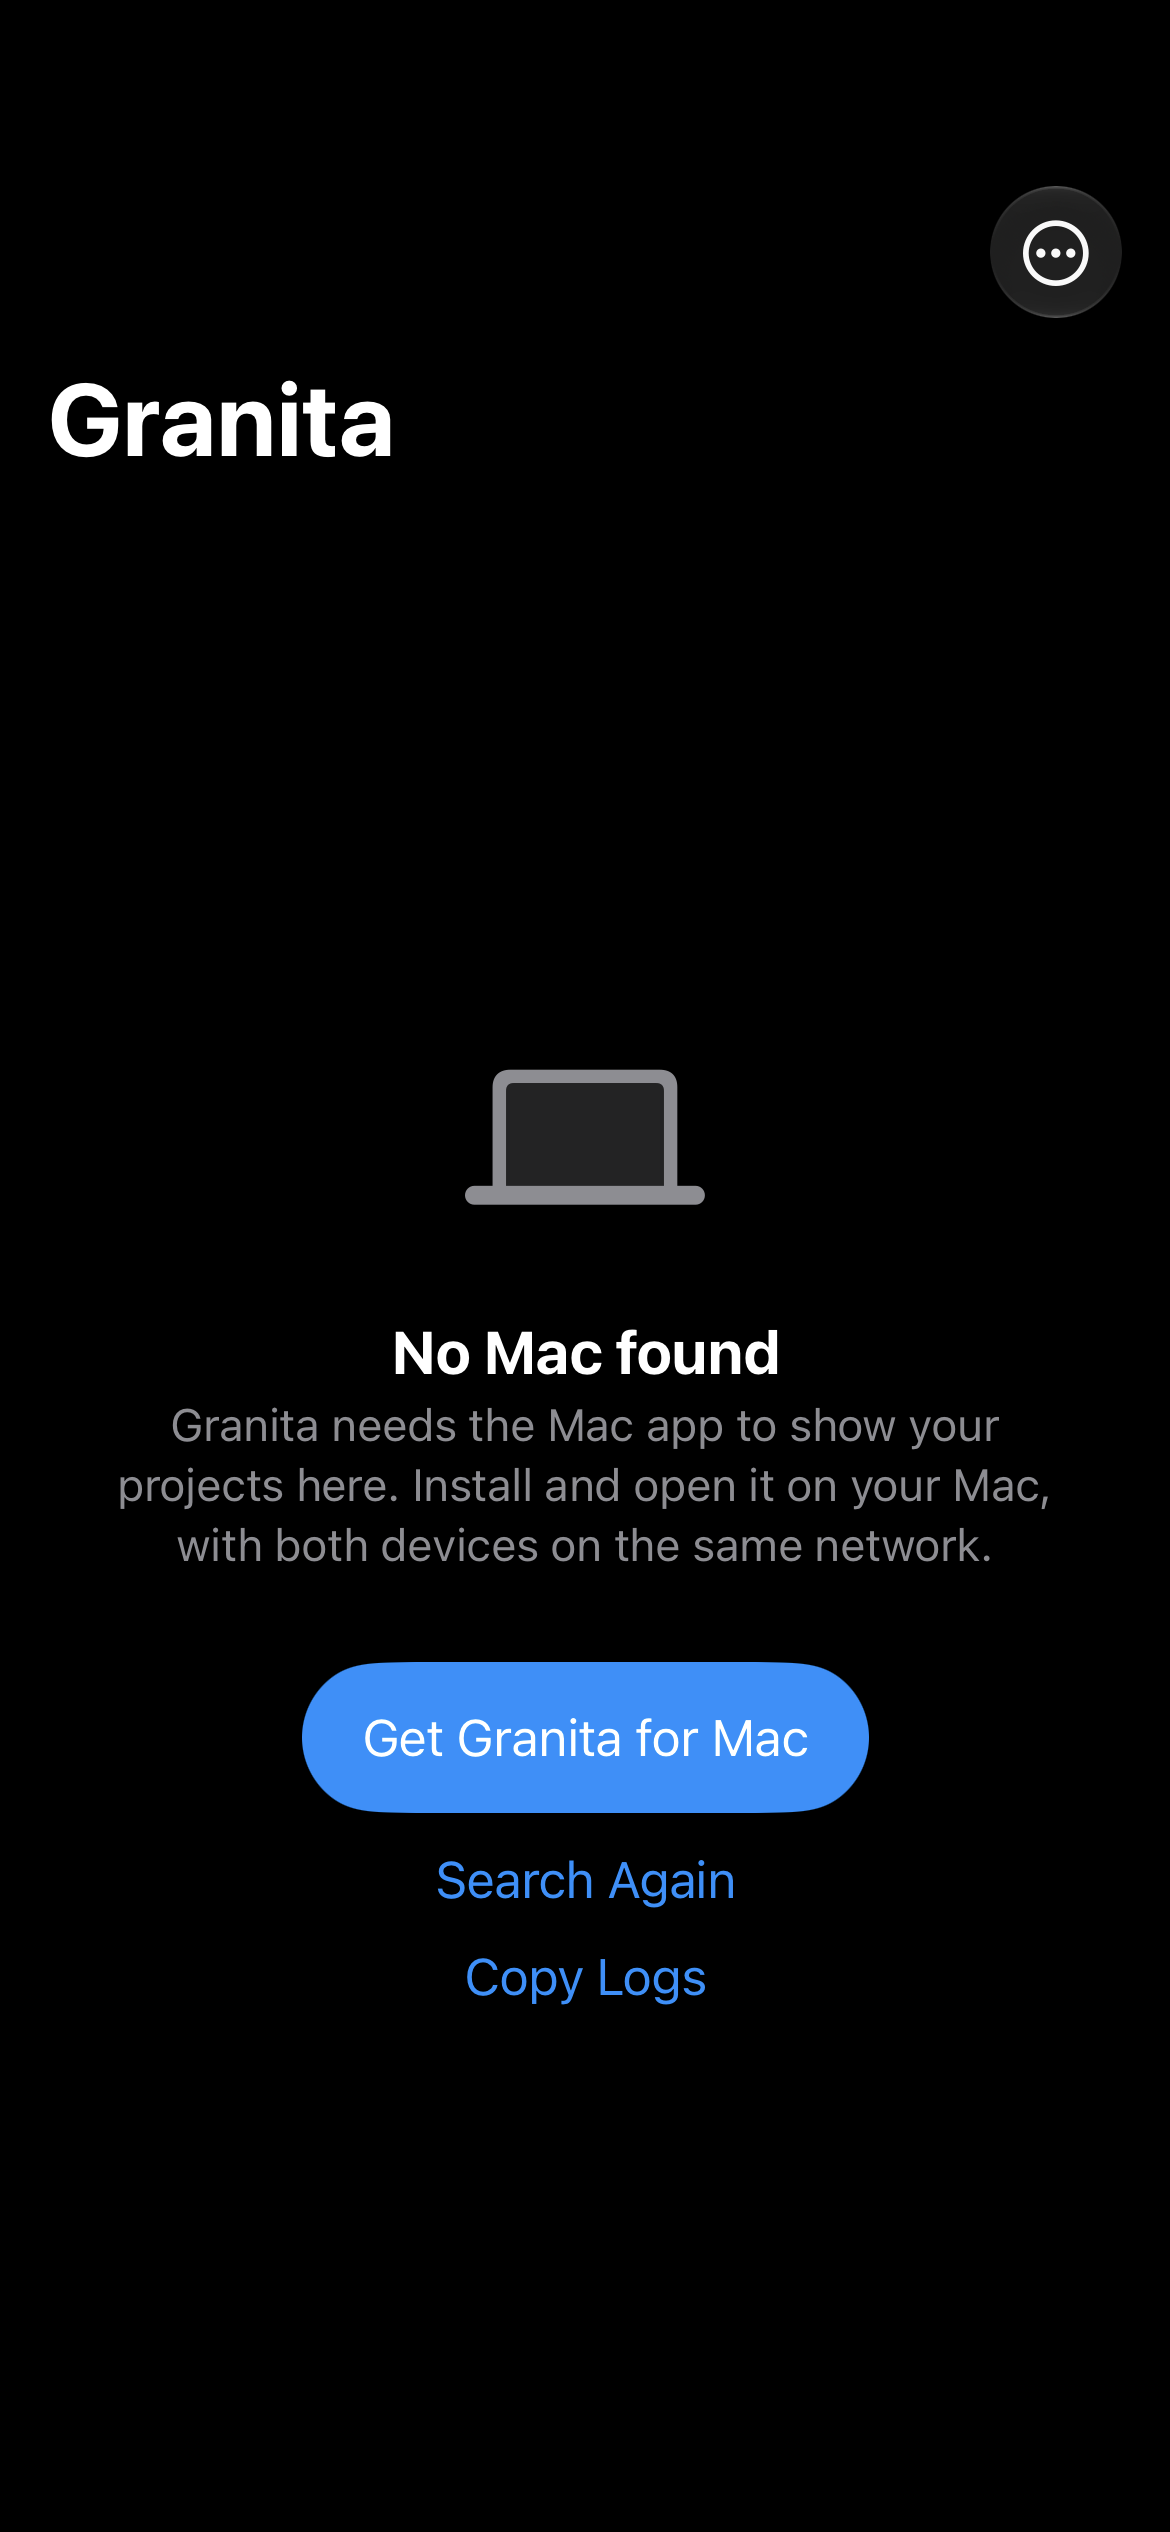 Granita
No Mac found
Granita needs the Mac app to show your
projects here. Install and open it on your Mac,
with both devices on the same network.
Get Granita for Mac
Search Again
Copy Logs